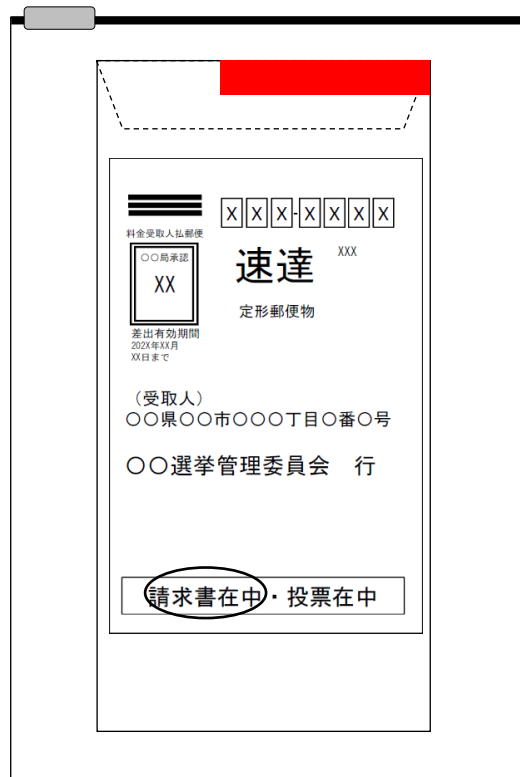 XXX-XXXX
料金受取人払郵便
〇〇局承認
XX
速達
XXX
定形郵便物
差出有効期間
202X年XX月
XX日まで
（受取人）
〇〇県〇〇市〇〇〇丁目〇番〇号
〇〇選挙管理委員会　行
請求書在中・投票在中